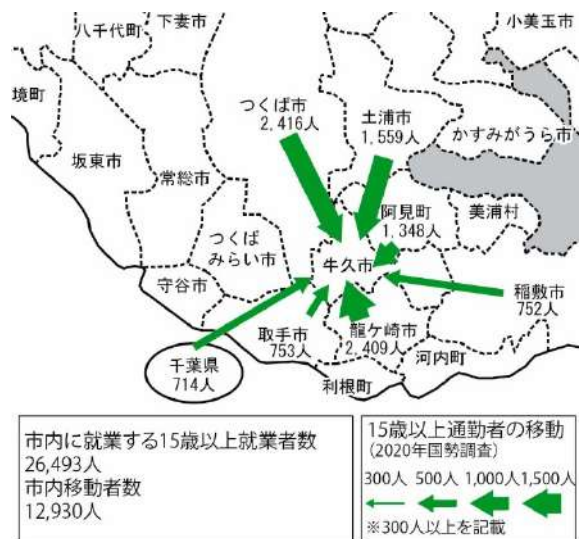 小美玉市
下妻市
八千代町
境町
つくば市
2,416人
土浦市
1,559人
かすみがうら市
坂東市
常総市
阿見町
1,348人
美浦村
つくば
みらい市
牛久市
守谷市
稲敷市
752人
取手市
753人
龍ケ崎市
2,409人
河内町
千葉県
714人
利根町
市内に就業する15歳以上就業者数
26,493人
市内移動者数
12,930人
15歳以上通勤者の移動
(2020年国勢調査)
300人 500人 1,000人 1,500人
※300人以上を記載